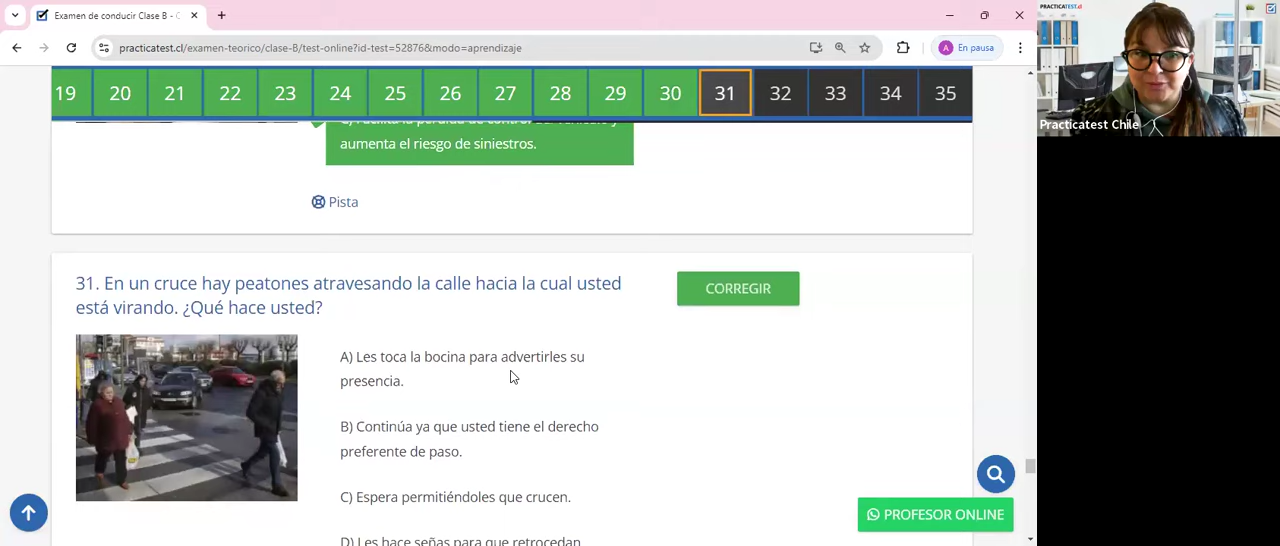 Examen de conducir Clase B - C
practicatest.cl/examen-teorico/clase-B/test-online?id-test=52876&modo=aprendizaje
A En pausa
PRACTICATEST.cl
Practicatest Chile
19 20 21 22 23 24 25 26 27 28 29 30 31 32 33 34 35
aumenta el riesgo de siniestros.
Pista
31. En un cruce hay peatones atravesando la calle hacia la cual usted
está virando. ¿Qué hace usted?
CORREGIR
A) Les toca la bocina para advertirles su
presencia.
B) Continúa ya que usted tiene el derecho
preferente de paso.
C) Espera permitiéndoles que crucen.
D) Les hace señas para que retrocedan
PROFESOR ONLINE